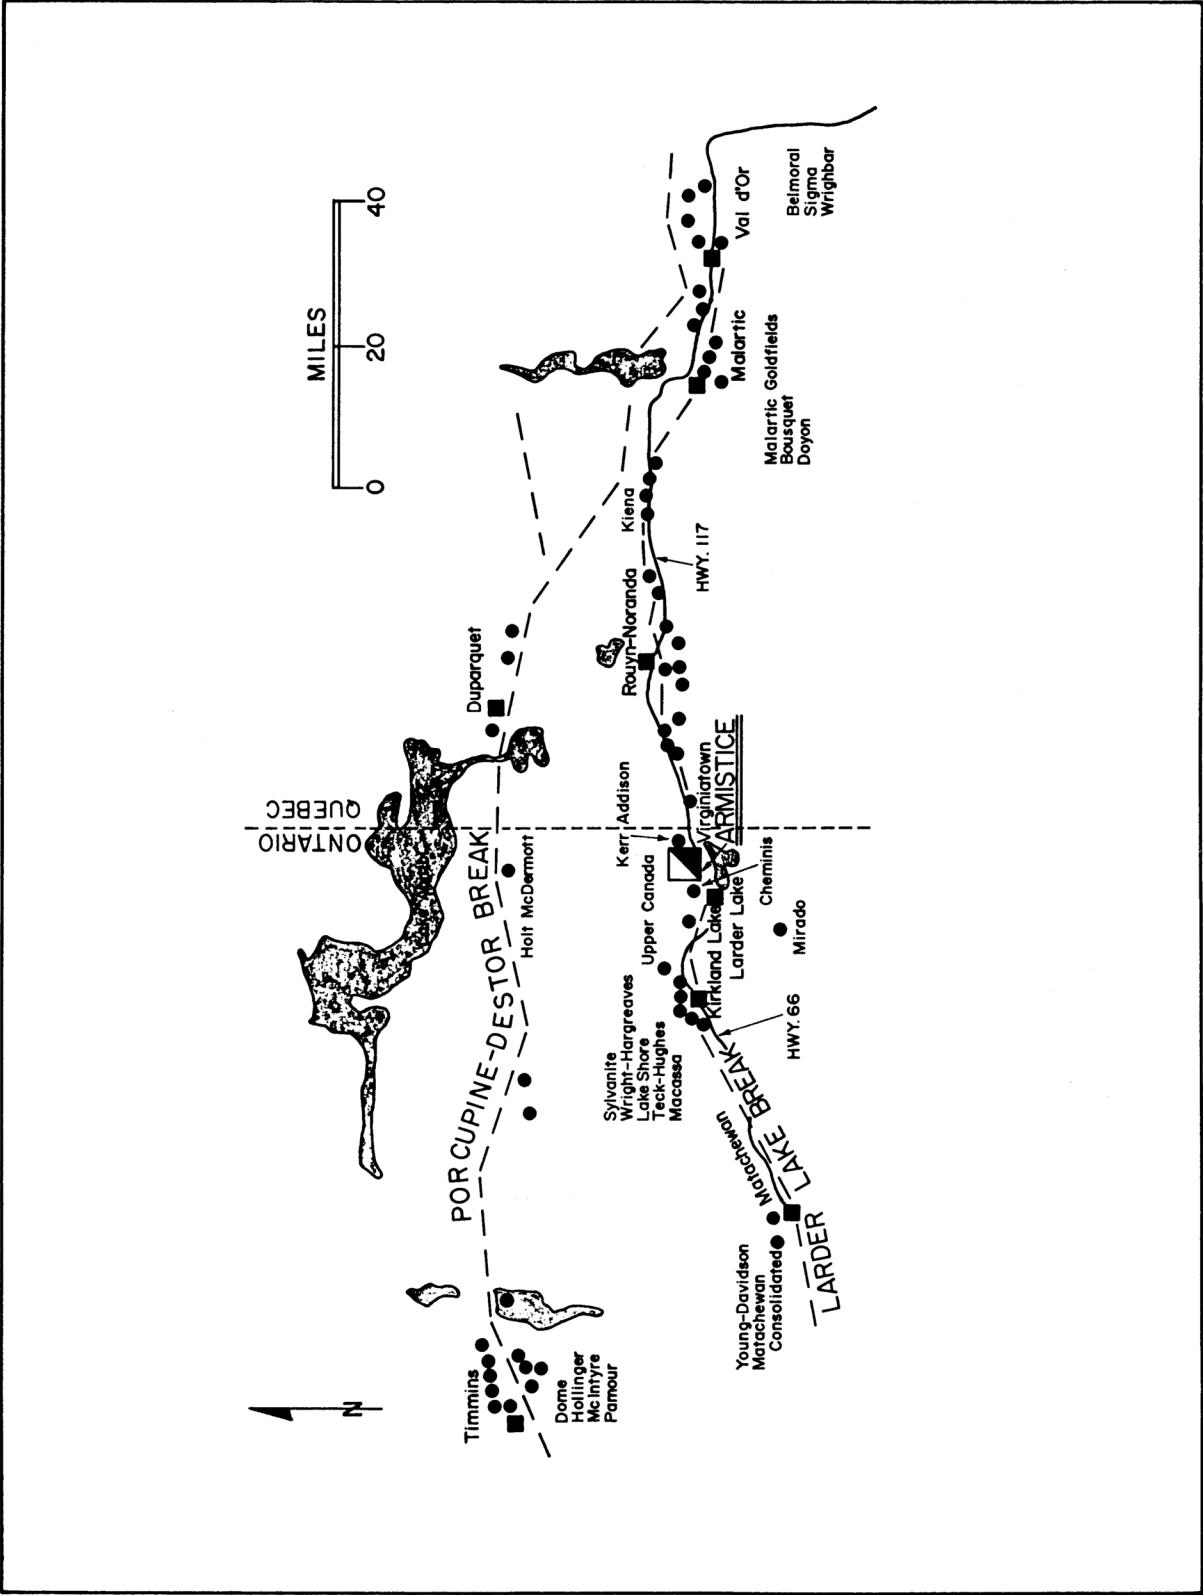 MILES
0
20
40
N
ONTARIO
QUEBEC
PORCUPINE-DESTOR BREAK
Timmins
Dome
Hollinger
McIntyre
Pamour
Holt McDermott
Duparquet
Sylvanite
Wright-Hargreaves
Lake Shore
Teck-Hughes
Macassa
Upper Canada
Kerr Addison
Virginiatown
ARMISTICE
Rouyn-Noranda
Kiena
HWY. 117
Kirkland Lake
Larder Lake
Cheminis
Mirado
HWY. 66
Matachewan
LARDER LAKE BREAK
Young-Davidson
Matachewan
Consolidated
Malartic
Malartic Goldfields
Bousquet
Doyon
Val d'Or
Belmoral
Sigma
Wrighbar